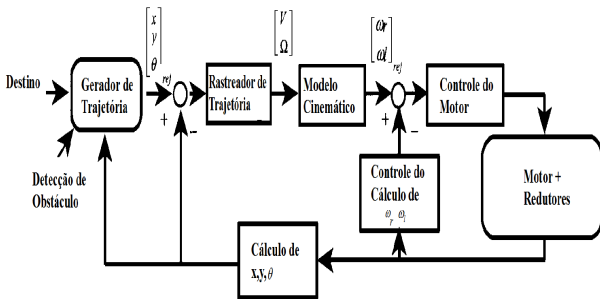 x
y
θ
ref
V
Ω
ωr
ωl
ref
Destino
Gerador de
Trajetória
+
−
Rastreador de
Trajetória
Modelo
Cinemático
+
−
Controle do
Motor
Detecção de
Obstáculo
Controle do
Cálculo de
ωr ωl
Motor +
Redutores
Cálculo de
x,y,θ